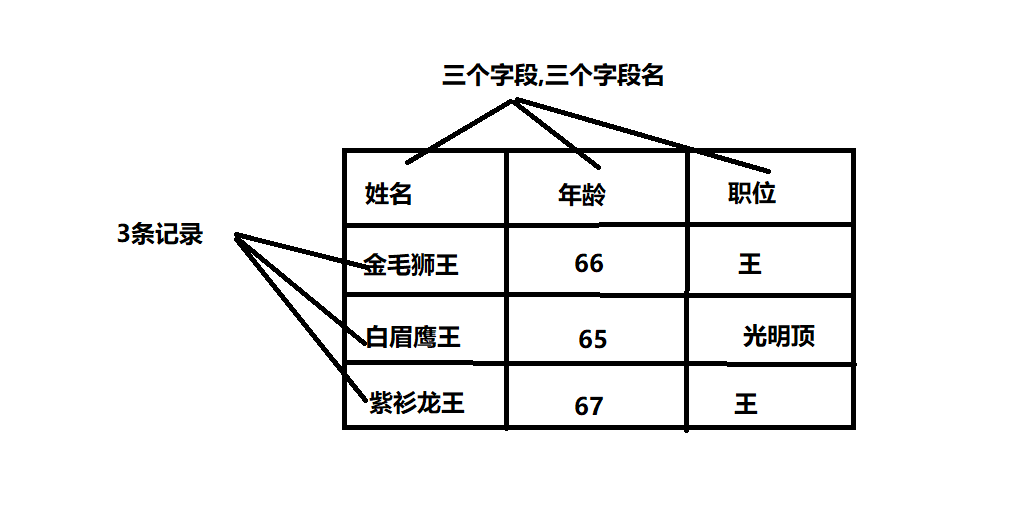 三个字段,三个字段名
姓名 年龄 职位
3条记录
金毛狮王 66 王
白眉鹰王 65 光明顶
紫衫龙王 67 王